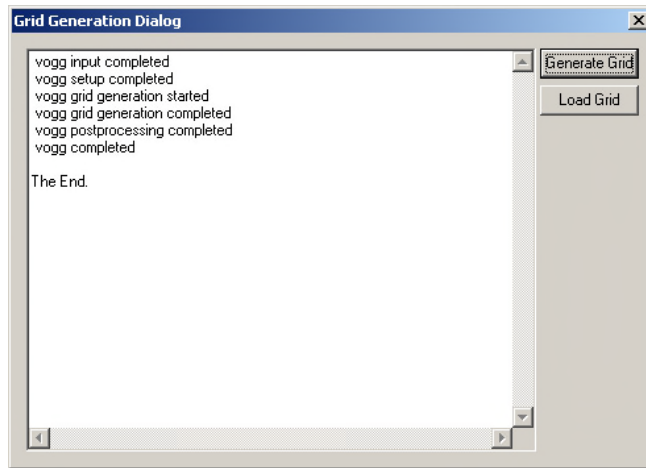 Grid Generation Dialog
vogg input completed
vogg setup completed
vogg grid generation started
vogg grid generation completed
vogg postprocessing completed
vogg completed
The End.
Generate Grid
Load Grid